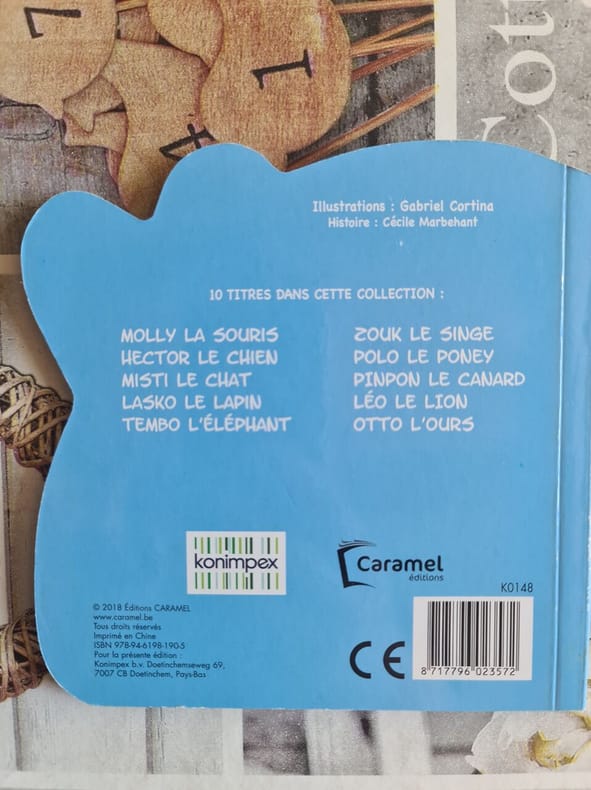 7
1
4
Cot
Illustrations : Gabriel Cortina
Histoire : Cécile Marbehant
10 TITRES DANS CETTE COLLECTION :
MOLLY LA SOURIS
HECTOR LE CHIEN
MISTI LE CHAT
LASKO LE LAPIN
TEMBO L'ÉLÉPHANT
ZOUK LE SINGE
POLO LE PONEY
PINPON LE CANARD
LÉO LE LION
OTTO L'OURS
konimpex
Caramel
éditions
K0148
© 2018 Éditions CARAMEL
www.caramel.be
Tous droits réservés
Imprimé en Chine
ISBN 978-94-6198-190-5
Pour la présente édition :
Konimpex b.v. Doetinchemseweg 69,
7007 CB Doetinchem, Pays-Bas
CE
8 717796 023572